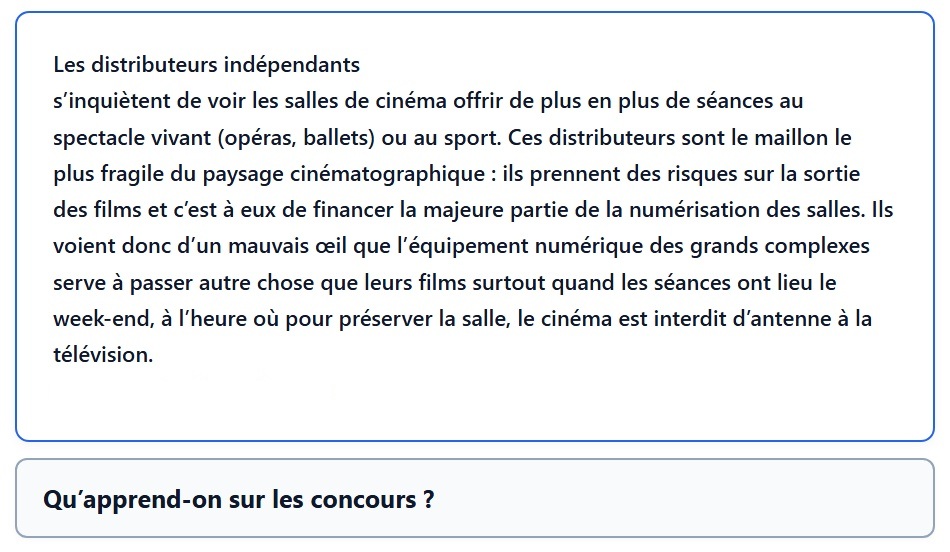 Les distributeurs indépendants
s’inquiètent de voir les salles de cinéma offrir de plus en plus de séances au
spectacle vivant (opéras, ballets) ou au sport. Ces distributeurs sont le maillon le
plus fragile du paysage cinématographique : ils prennent des risques sur la sortie
des films et c’est à eux de financer la majeure partie de la numérisation des salles. Ils
voient donc d’un mauvais œil que l’équipement numérique des grands complexes
serve à passer autre chose que leurs films surtout quand les séances ont lieu le
week-end, à l’heure où pour préserver la salle, le cinéma est interdit d’antenne à la
télévision.
Qu’apprend-on sur les concours ?